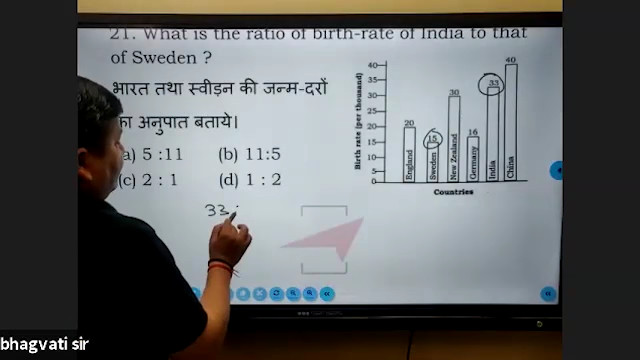 21. What is the ratio of birth-rate of India to that
of Sweden ?
भारत तथा स्वीड़न की जन्म-दरों
का अनुपात बताये।
a) 5 :11 (b) 11:5
(c) 2 : 1 (d) 1 : 2
33 :
Birth rate (per thousand)
40
35
30
25
20
15
10
5
0
20
15
30
16
33
40
England
Sweden
New Zealand
Germany
India
China
Countries
bhagvati sir